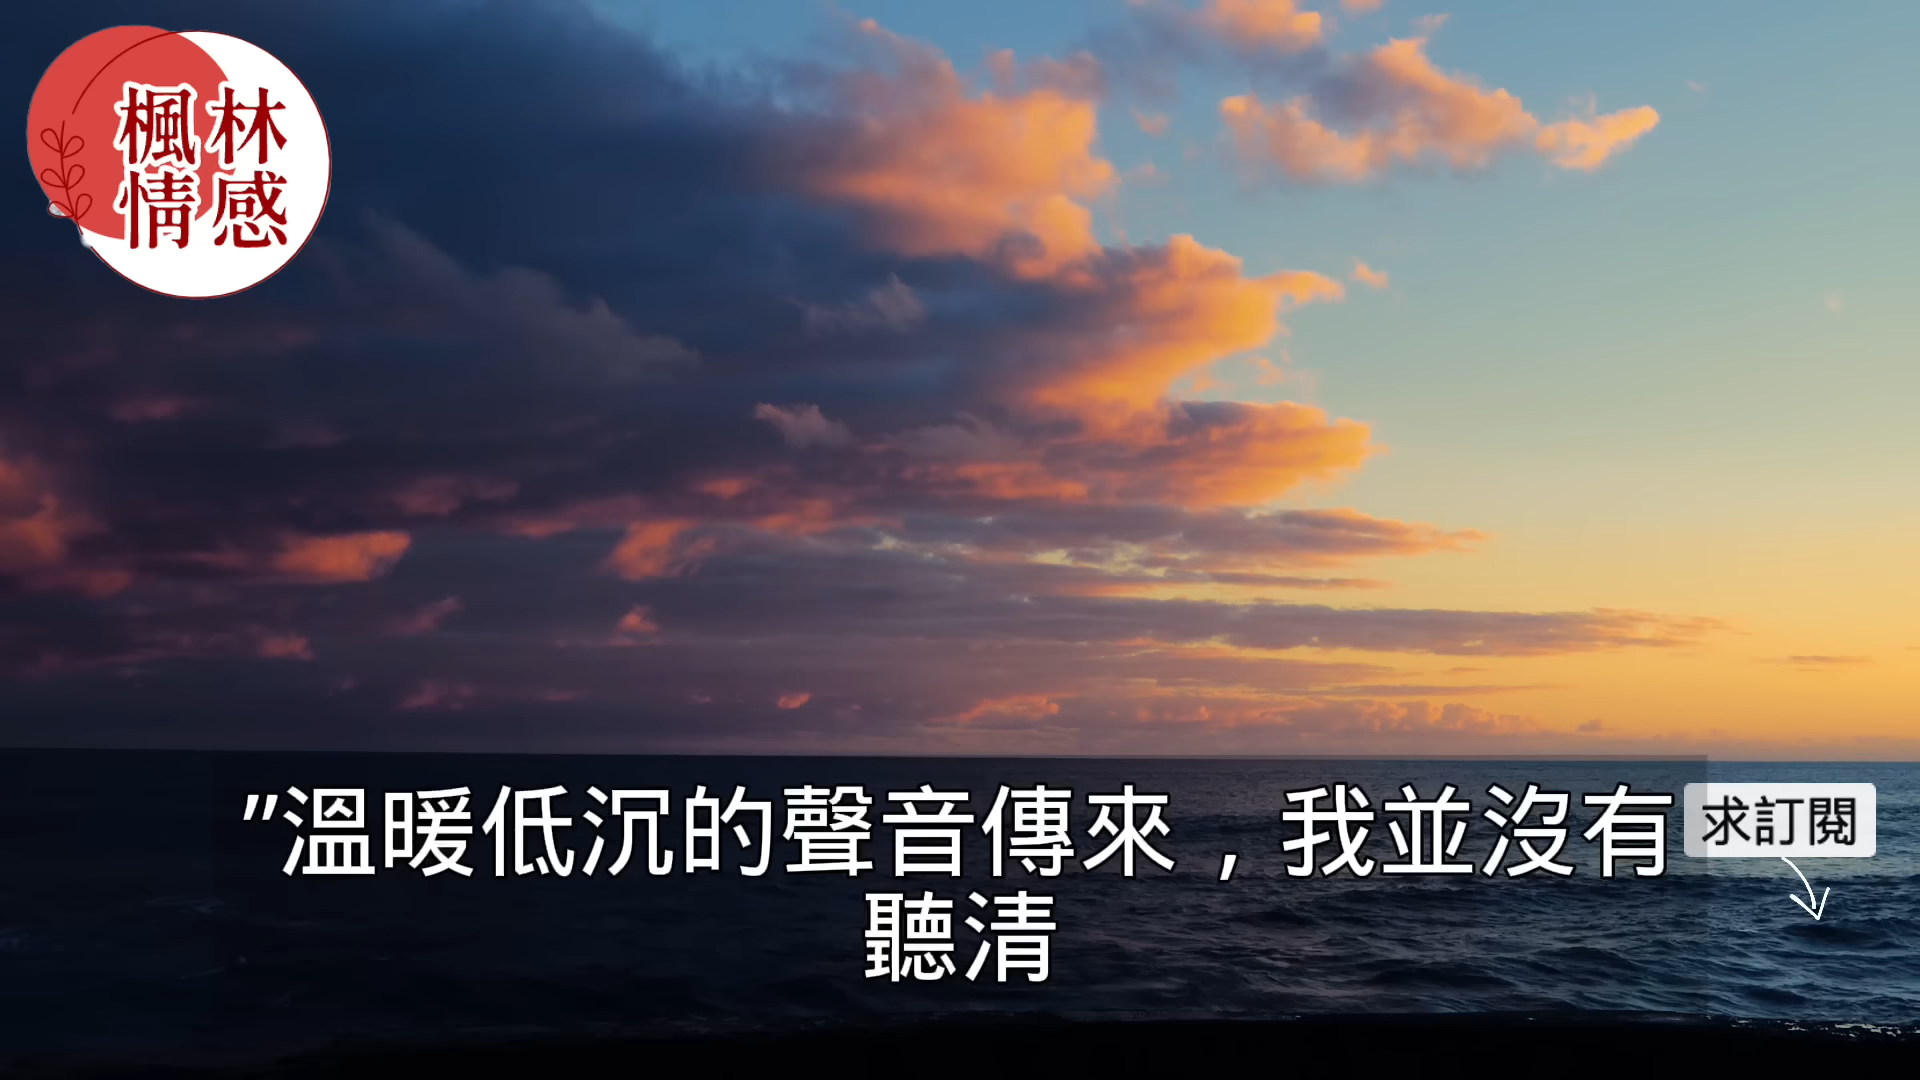 楓林
情感
”溫暖低沉的聲音傳來，我並沒有
聽清
求訂閱